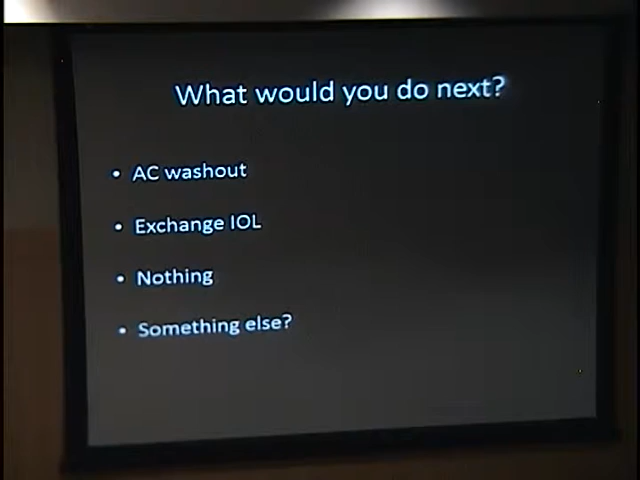 What would you do next?
• AC washout
• Exchange IOL
• Nothing
• Something else?